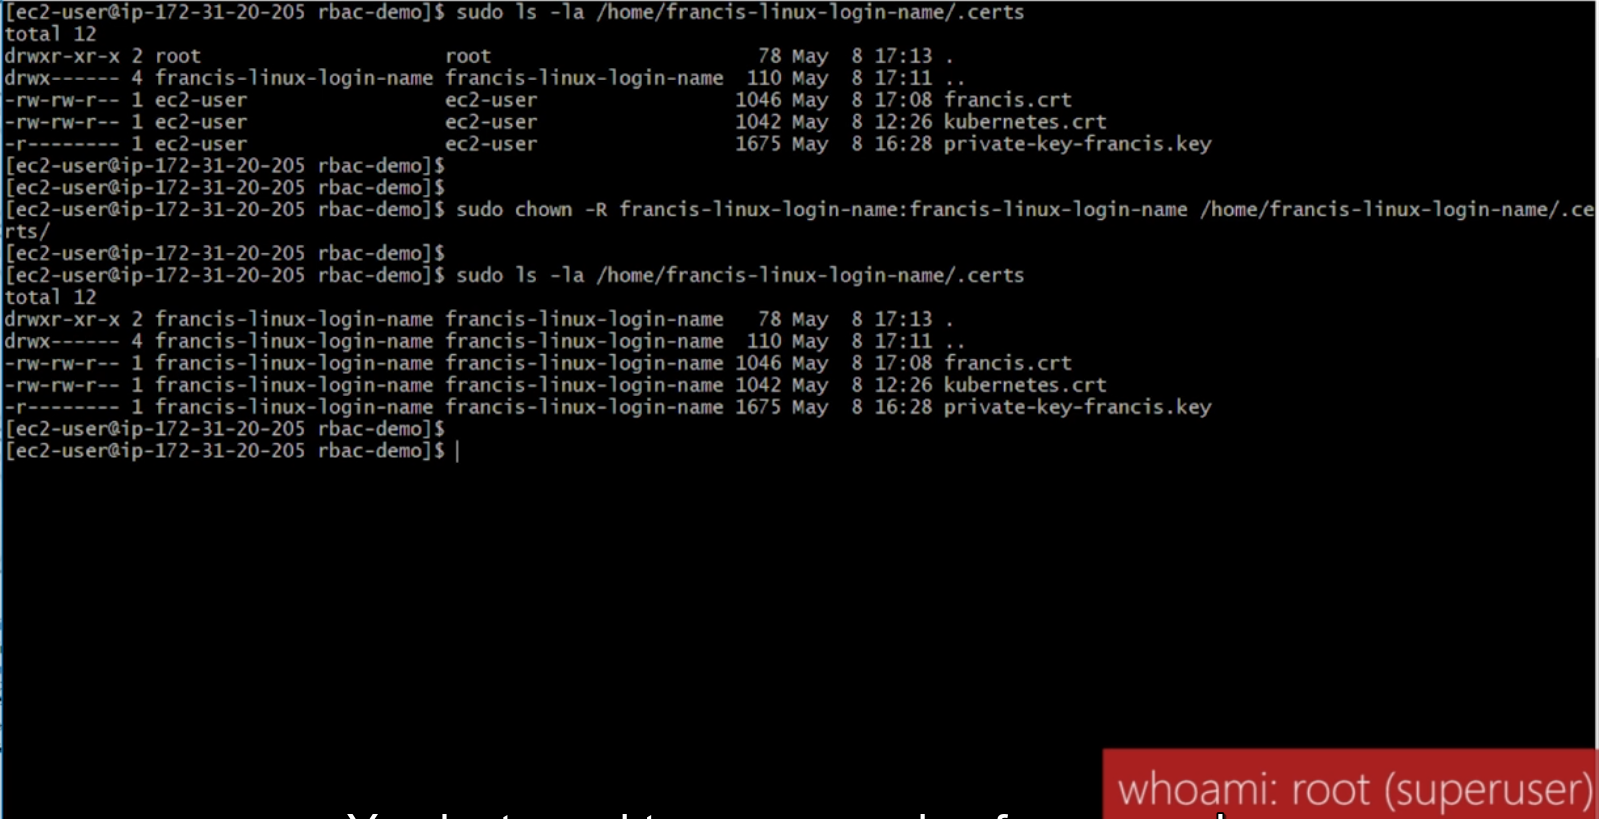 [ec2-user@ip-172-31-20-205 rbac-demo]$ sudo ls -la /home/francis-linux-login-name/.certs
total 12
drwxr-xr-x 2 root                     root                       78 May  8 17:13 .
drwx------ 4 francis-linux-login-name francis-linux-login-name  110 May  8 17:11 ..
-rw-rw-r-- 1 ec2-user                 ec2-user                 1046 May  8 17:08 francis.crt
-rw-rw-r-- 1 ec2-user                 ec2-user                 1042 May  8 12:26 kubernetes.crt
-r-------- 1 ec2-user                 ec2-user                 1675 May  8 16:28 private-key-francis.key
[ec2-user@ip-172-31-20-205 rbac-demo]$
[ec2-user@ip-172-31-20-205 rbac-demo]$
[ec2-user@ip-172-31-20-205 rbac-demo]$ sudo chown -R francis-linux-login-name:francis-linux-login-name /home/francis-linux-login-name/.ce
rts/
[ec2-user@ip-172-31-20-205 rbac-demo]$
[ec2-user@ip-172-31-20-205 rbac-demo]$ sudo ls -la /home/francis-linux-login-name/.certs
total 12
drwxr-xr-x 2 francis-linux-login-name francis-linux-login-name   78 May  8 17:13 .
drwx------ 4 francis-linux-login-name francis-linux-login-name  110 May  8 17:11 ..
-rw-rw-r-- 1 francis-linux-login-name francis-linux-login-name 1046 May  8 17:08 francis.crt
-rw-rw-r-- 1 francis-linux-login-name francis-linux-login-name 1042 May  8 12:26 kubernetes.crt
-r-------- 1 francis-linux-login-name francis-linux-login-name 1675 May  8 16:28 private-key-francis.key
[ec2-user@ip-172-31-20-205 rbac-demo]$
[ec2-user@ip-172-31-20-205 rbac-demo]$
whoami: root (superuser)